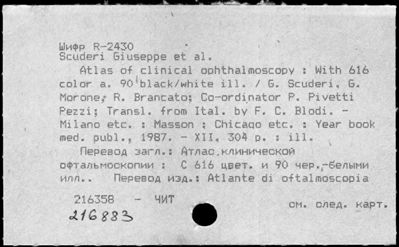 Шифр R-2430
Scuderi Giuseppe et al.
Atlas of clinical ophthalmoscopy : With 616
color a. 90 black/white ill. / G. Scuderi, G.
Morone, R. Brancato; Co-ordinator P. Pivetti
Pezzi; Transl. from Ital. by F. C. Blodi. -
Milano etc. : Masson ; Chicago etc. : Year book
med. publ., 1987. - XII, 304 p. : ill.
Перевод загл.: Атлас клинической
офтальмоскопии : С 616 цвет. и 90 чер.-белыми
илл.. Перевод изд.: Atlante di oftalmoscopia
216358 - ЧИТ
216883
см. след. карт.